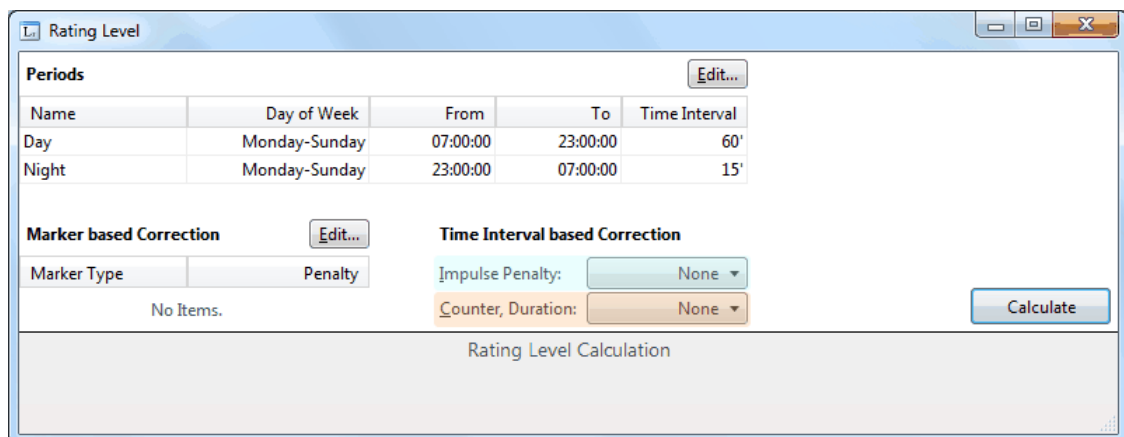 Rating Level
Periods Edit...
Name Day of Week From To Time Interval
Day Monday-Sunday 07:00:00 23:00:00 60'
Night Monday-Sunday 23:00:00 07:00:00 15'
Marker based Correction Edit... Time Interval based Correction
Marker Type Penalty Impulse Penalty: None
No Items. Counter, Duration: None
Calculate
Rating Level Calculation